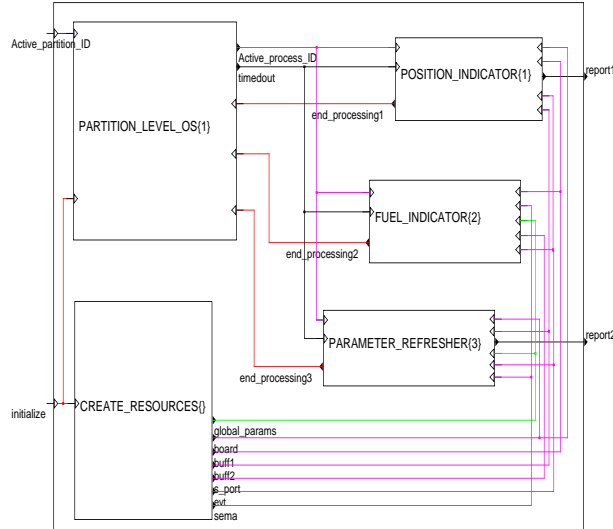 Active_partition_ID
Active_process_ID
timedout
POSITION_INDICATOR{1}
report1
end_processing1
PARTITION_LEVEL_OS{1}
FUEL_INDICATOR{2}
end_processing2
PARAMETER_REFRESHER{3}
report2
end_processing3
initialize
CREATE_RESOURCES{}
global_params
board
buff1
buff2
s_port
evt
sema